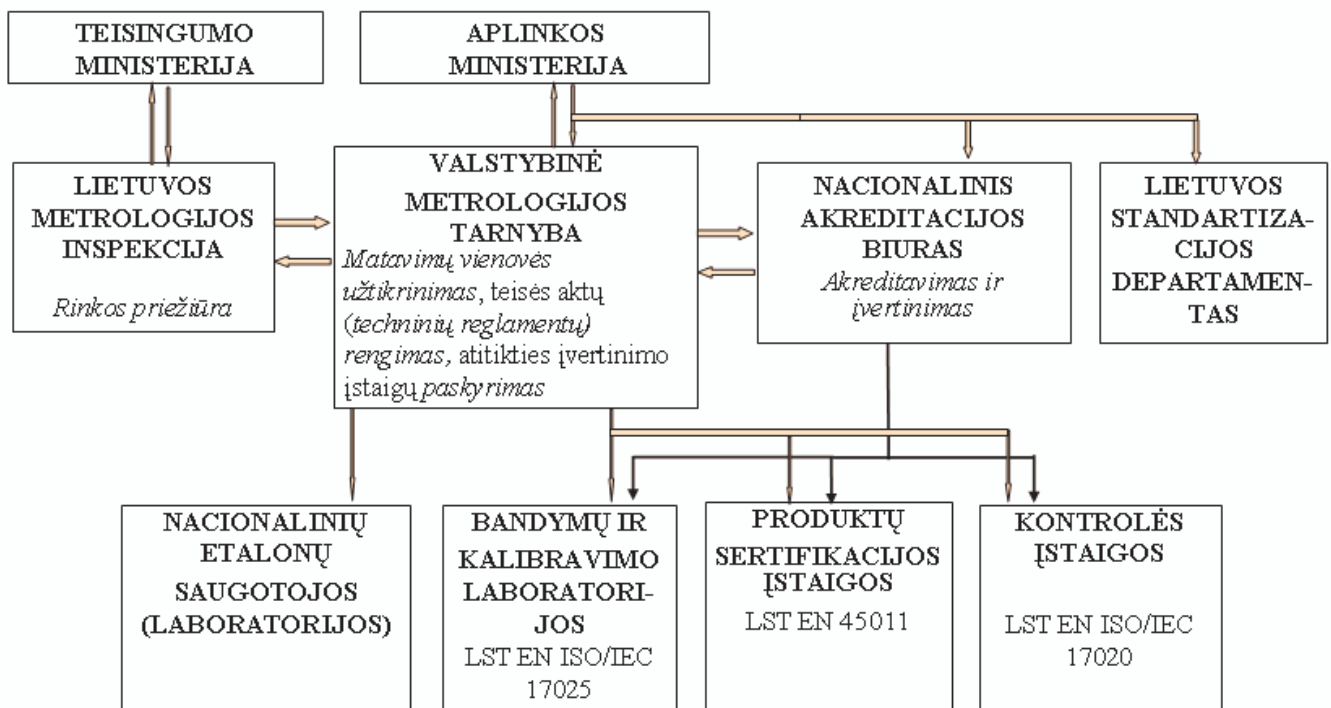 TEISINGUMO
MINISTERIJA
APLINKOS
MINISTERIJA
LIETUVOS
METROLOGIJOS
INSPEKCIJA
Rinkos priežiūra
VALSTYBINĖ
METROLOGIJOS
TARNYBA
Matavimų vienovės
užtikrinimas, teisės aktų
(techninių reglamentų)
rengimas, atitikties įvertinimo
įstaigų paskyrimas
NACIONALINIS
AKREDITACIJOS
BIURAS
Akreditavimas ir
įvertinimas
LIETUVOS
STANDARTIZA-
CIJOS
DEPARTAMEN-
TAS
NACIONALINIŲ
ETALONŲ
SAUGOTOJOS
(LABORATORIJOS)
BANDYMŲ IR
KALIBRAVIMO
LABORATORI-
JOS
LST EN ISO/IEC
17025
PRODUKTŲ
SERTIFIKACIJOS
ĮSTAIGOS
LST EN 45011
KONTROLĖS
ĮSTAIGOS
LST EN ISO/IEC
17020